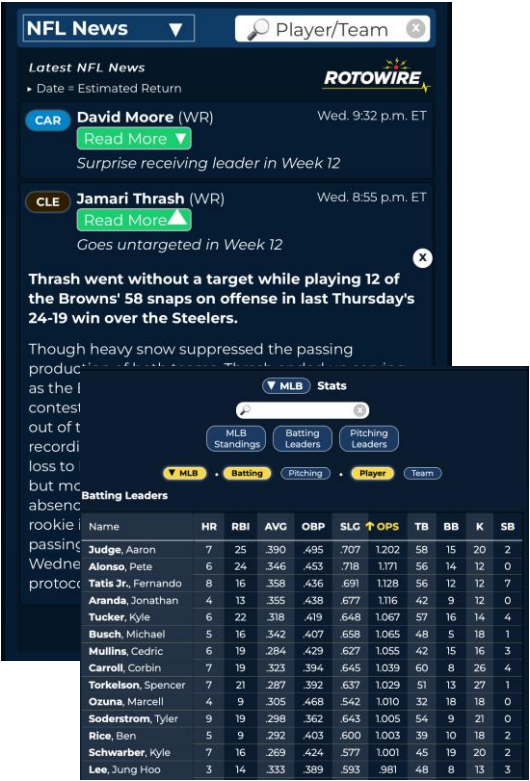 NFL News ▼
Player/Team x
Latest NFL News
▸ Date = Estimated Return
ROTOWIRE
CAR David Moore (WR) Wed. 9:32 p.m. ET
Read More ▼
Surprise receiving leader in Week 12
CLE Jamari Thrash (WR) Wed. 8:55 p.m. ET
Read More ▲
Goes untargeted in Week 12
x
Thrash went without a target while playing 12 of
the Browns' 58 snaps on offense in last Thursday's
24-19 win over the Steelers.
Though heavy snow suppressed the passing
as the
contest
out of t
recordi
loss to
but mo
absenc
rookie i
passing
Wedne
protoco
▼ MLB Stats
x
MLB Standings Batting Leaders Pitching Leaders
▼ MLB • Batting Pitching • Player Team
Batting Leaders
Name HR RBI AVG OBP SLG ↑ OPS TB BB K SB
Judge, Aaron 7 25 .390 .495 .707 1.202 58 15 20 2
Alonso, Pete 6 24 .346 .453 .718 1.171 56 14 12 0
Tatis Jr., Fernando 8 16 .358 .436 .691 1.128 56 12 12 7
Aranda, Jonathan 4 13 .355 .438 .677 1.116 42 9 12 0
Tucker, Kyle 6 22 .318 .419 .648 1.067 57 16 14 4
Busch, Michael 5 16 .342 .407 .658 1.065 48 5 18 1
Mullins, Cedric 6 19 .284 .429 .627 1.055 42 15 16 3
Carroll, Corbin 7 19 .323 .394 .645 1.039 60 8 26 4
Torkelson, Spencer 7 21 .287 .392 .637 1.029 51 13 27 1
Ozuna, Marcell 4 9 .305 .468 .542 1.010 32 18 18 0
Soderstrom, Tyler 9 19 .298 .362 .643 1.005 54 9 21 0
Rice, Ben 5 9 .292 .403 .600 1.003 39 10 18 2
Schwarber, Kyle 7 16 .269 .424 .577 1.001 45 19 20 2
Lee, Jung Hoo 3 14 .333 .389 .593 .981 48 8 13 3